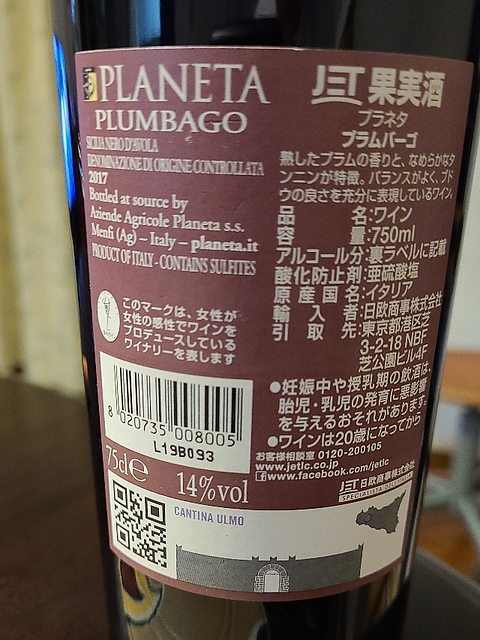 PLANETA
PLUMBAGO
SICILIA NERO D'AVOLA
DENOMINAZIONE DI ORIGINE CONTROLLATA
2017
Bottled at source by
Aziende Agricole Planeta s.s.
Menfi (Ag) – Italy – planeta.it
PRODUCT OF ITALY - CONTAINS SULFITES
このマークは、女性が
女性の感性でワインを
プロデュースしている
ワイナリーを表します
8 020735 008005
L19B093
75cl e
14%vol
CANTINA ULMO
JET 果実酒
プラネタ
プラムバーゴ
熟したプラムの香りと、なめらかなタ
ンニンが特徴。バランスがよく、ブド
ウの良さを充分に表現しているワイン。
品名:ワイン
容量:750ml
アルコール分:裏ラベルに記載
酸化防止剤:亜硫酸塩
原産国名:イタリア
輸入者:日欧商事株式会社
引取先:東京都港区芝
3-2-18 NBF
芝公園ビル4F
●妊娠中や授乳期の飲酒は、
胎児・乳児の発育に悪影響
を与えるおそれがあります。
●ワインは20歳になってから
お客様相談室 0120-200105
www.jetlc.co.jp
www.facebook.com/jetlc
JET 日欧商事株式会社